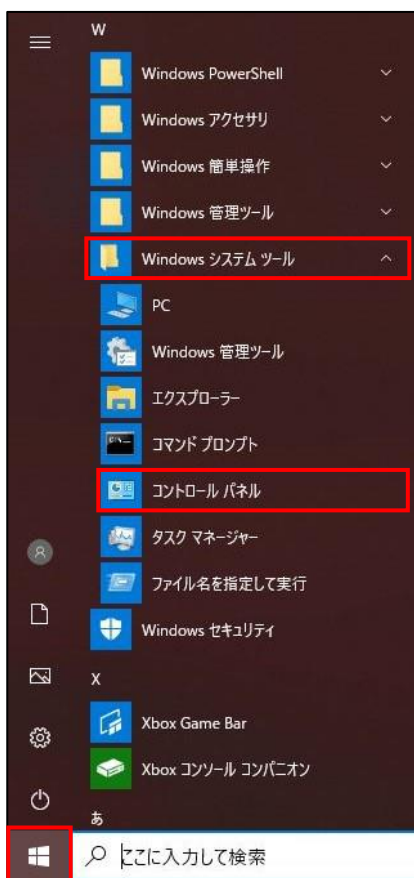 W
Windows PowerShell
Windows アクセサリ
Windows 簡単操作
Windows 管理ツール
Windows システム ツール
PC
Windows 管理ツール
エクスプローラー
コマンド プロンプト
コントロール パネル
タスク マネージャー
ファイル名を指定して実行
Windows セキュリティ
X
Xbox Game Bar
Xbox コンソール コンパニオン
あ
ここに入力して検索